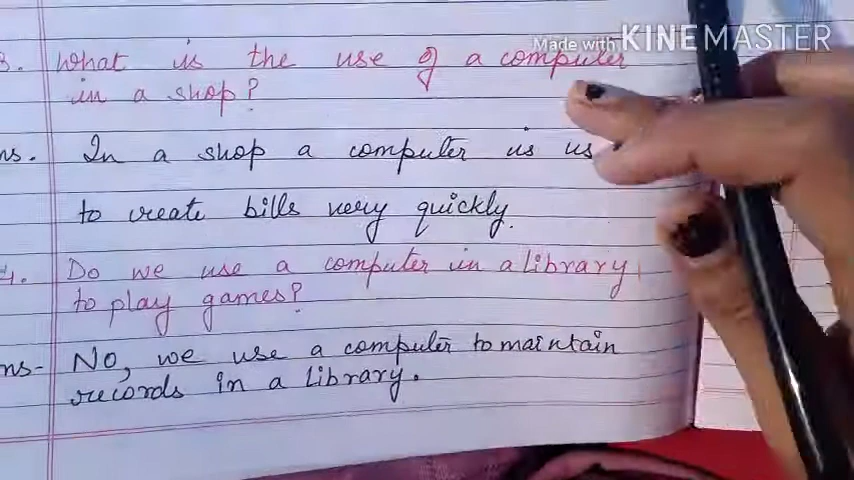 3. What is the use of a computer
in a shop?
ns. In a shop a computer is us
to create bills very quickly.
4. Do we use a computer in a library
to play games?
ns- No, we use a computer to maintain
records in a library.
Made with KINEMASTER